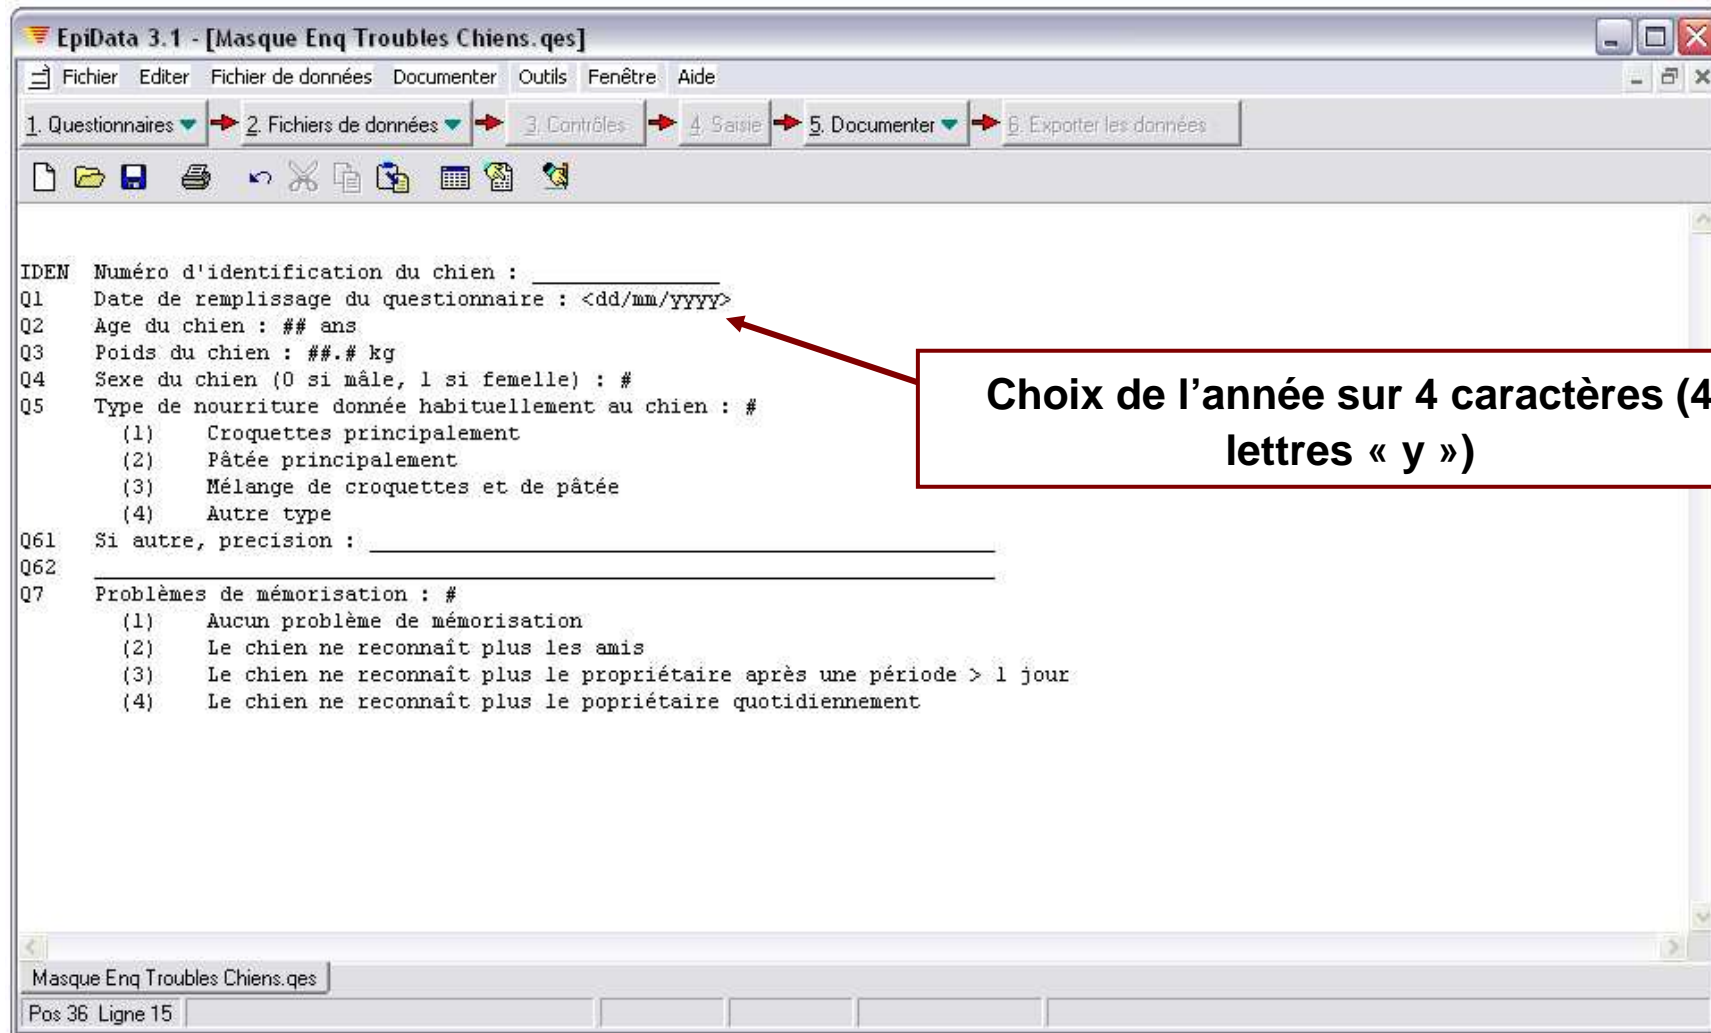 EpiData 3.1 - [Masque Enq Troubles Chiens.qes]
Fichier Editer Fichier de données Documenter Outils Fenêtre Aide
1. Questionnaires 2. Fichiers de données 3. Contrôles 4. Saisie 5. Documenter 6. Exporter les données
IDEN Numéro d'identification du chien : _______________
Q1 Date de remplissage du questionnaire : <dd/mm/yyyy>
Q2 Age du chien : ## ans
Q3 Poids du chien : ##.# kg
Q4 Sexe du chien (0 si mâle, 1 si femelle) : #
Q5 Type de nourriture donnée habituellement au chien : #
(1) Croquettes principalement
(2) Pâtée principalement
(3) Mélange de croquettes et de pâtée
(4) Autre type
Choix de l'année sur 4 caractères (4
lettres « y »)
Q61 Si autre, precision : __________________________________________________
Q62 ________________________________________________________________________
Q7 Problèmes de mémorisation : #
(1) Aucun problème de mémorisation
(2) Le chien ne reconnaît plus les amis
(3) Le chien ne reconnaît plus le propriétaire après une période > 1 jour
(4) Le chien ne reconnaît plus le popriétaire quotidiennement
Masque Enq Troubles Chiens.qes
Pos 36 Ligne 15